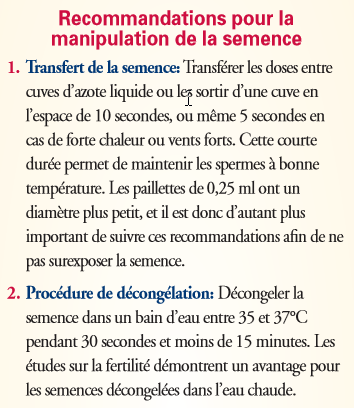 Recommandations pour la
manipulation de la semence
1. Transfert de la semence: Transférer les doses entre
cuves d'azote liquide ou les sortir d'une cuve en
l'espace de 10 secondes, ou même 5 secondes en
cas de forte chaleur ou vents forts. Cette courte
durée permet de maintenir les spermes à bonne
température. Les paillettes de 0,25 ml ont un
diamètre plus petit, et il est donc d'autant plus
important de suivre ces recommandations afin de ne
pas surexposer la semence.
2. Procédure de décongélation: Décongeler la
semence dans un bain d'eau entre 35 et 37°C
pendant 30 secondes et moins de 15 minutes. Les
études sur la fertilité démontrent un avantage pour
les semences décongelées dans l'eau chaude.